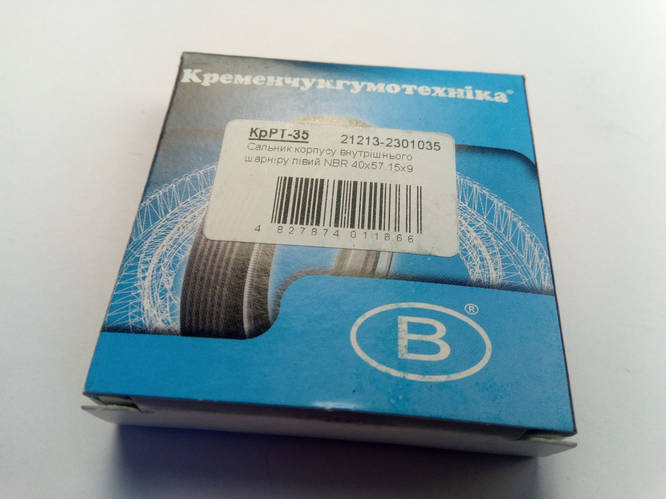 Кременчукгумотехніка®
КрРТ-35 21213-2301035
Сальник корпусу внутрішнього
шарніру лівий NBR 40x57.15x9
4 827874 011866
B®